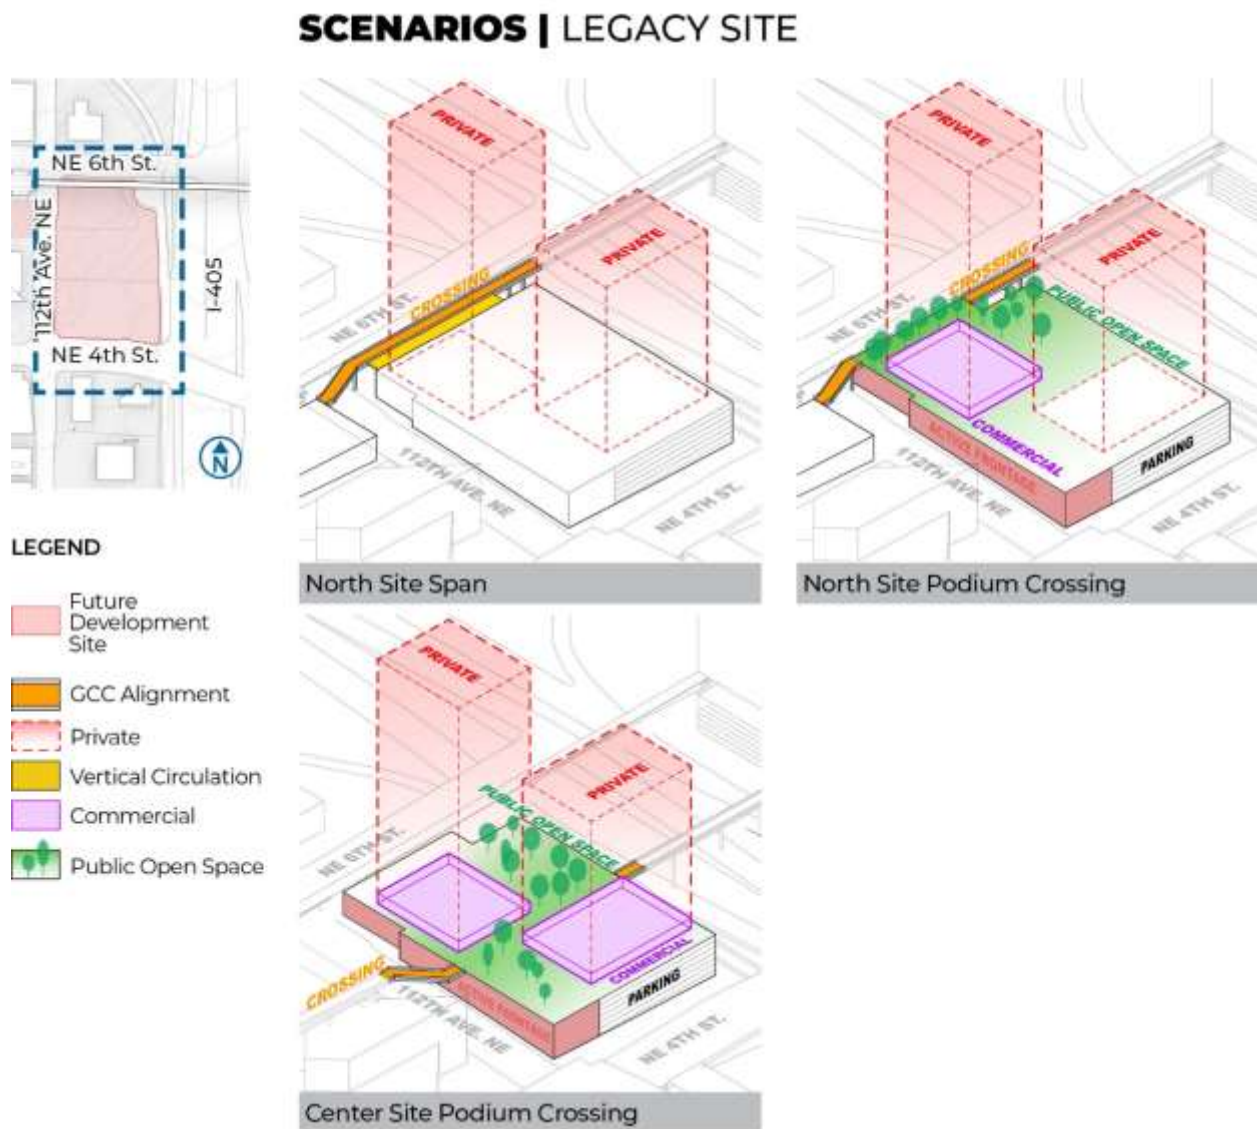 SCENARIOS | LEGACY SITE
NE 6th St.
112th Ave. NE
I-405
NE 4th St.
N
LEGEND
Future
Development
Site
GCC Alignment
Private
Vertical Circulation
Commercial
Public Open Space
PRIVATE
PRIVATE
CROSSING
NE 6TH ST.
112TH AVE. NE
NE 4TH ST.
North Site Span
PRIVATE
PRIVATE
CROSSING
NE 6TH ST.
PUBLIC OPEN SPACE
COMMERCIAL
ACTIVE FRONTAGE
PARKING
112TH AVE. NE
NE 4TH ST.
North Site Podium Crossing
PRIVATE
PRIVATE
PUBLIC OPEN SPACE
NE 6TH ST.
COMMERCIAL
CROSSING
PARKING
ACTIVE FRONTAGE
112TH AVE. NE
NE 4TH ST.
Center Site Podium Crossing